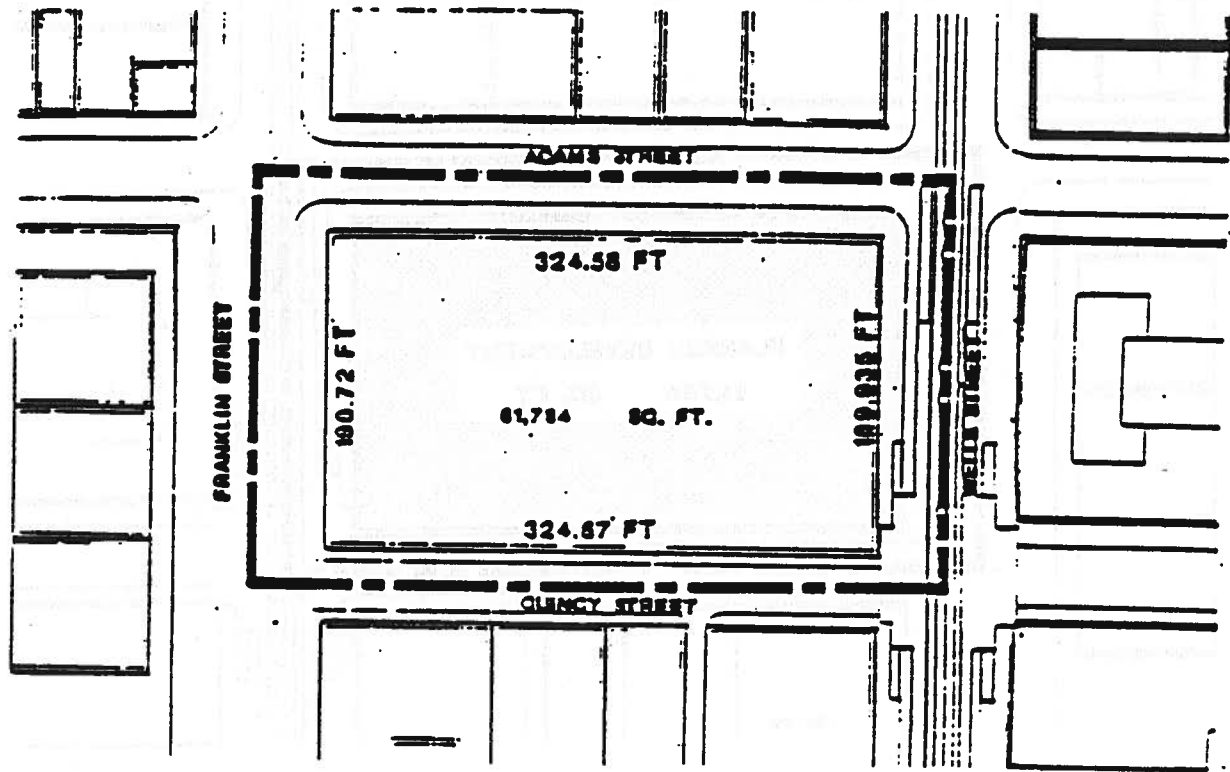 ADAMS STREET
324.58 FT
FRANKLIN STREET
190.72 FT
61,784 SQ. FT.
WELLS STREET
324.67' FT
QUINCY STREET